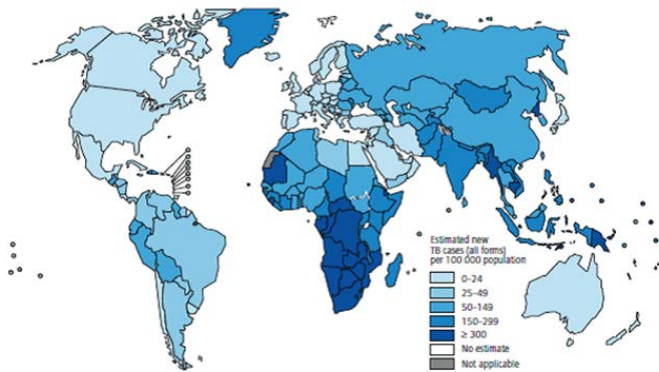 Estimated new
TB cases (all forms)
per 100 000 population
0–24
25–49
50–149
150–299
≥ 300
No estimate
Not applicable